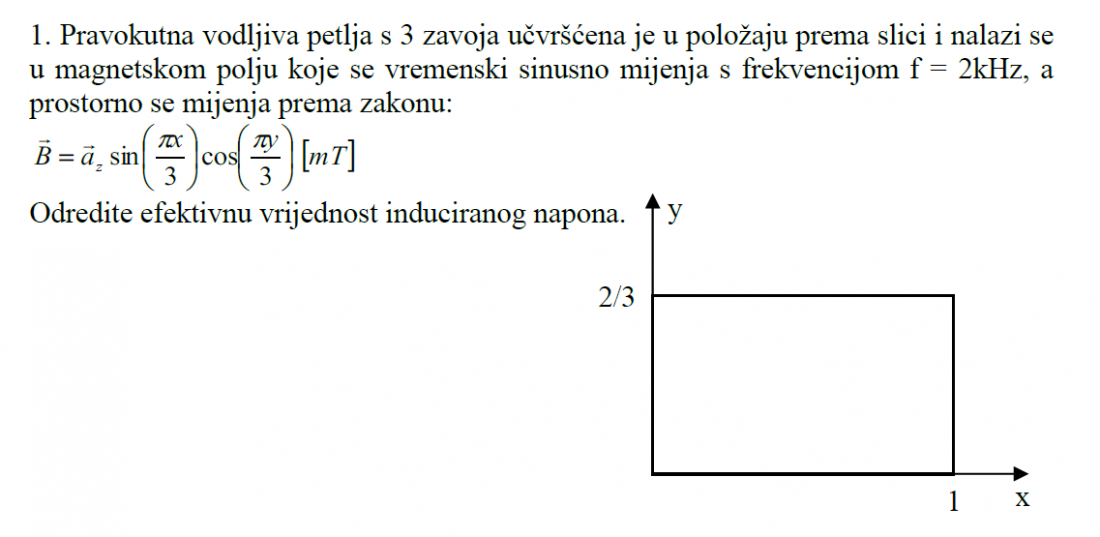 1. Pravokutna vodljiva petlja s 3 zavoja učvršćena je u položaju prema slici i nalazi se
u magnetskom polju koje se vremenski sinusno mijenja s frekvencijom f = 2kHz, a
prostorno se mijenja prema zakonu:
$\vec{B} = \vec{a}_z \sin\left(\frac{\pi x}{3}\right)\cos\left(\frac{\pi y}{3}\right)[mT]$
Odredite efektivnu vrijednost induciranog napona.
y
2/3
1 x